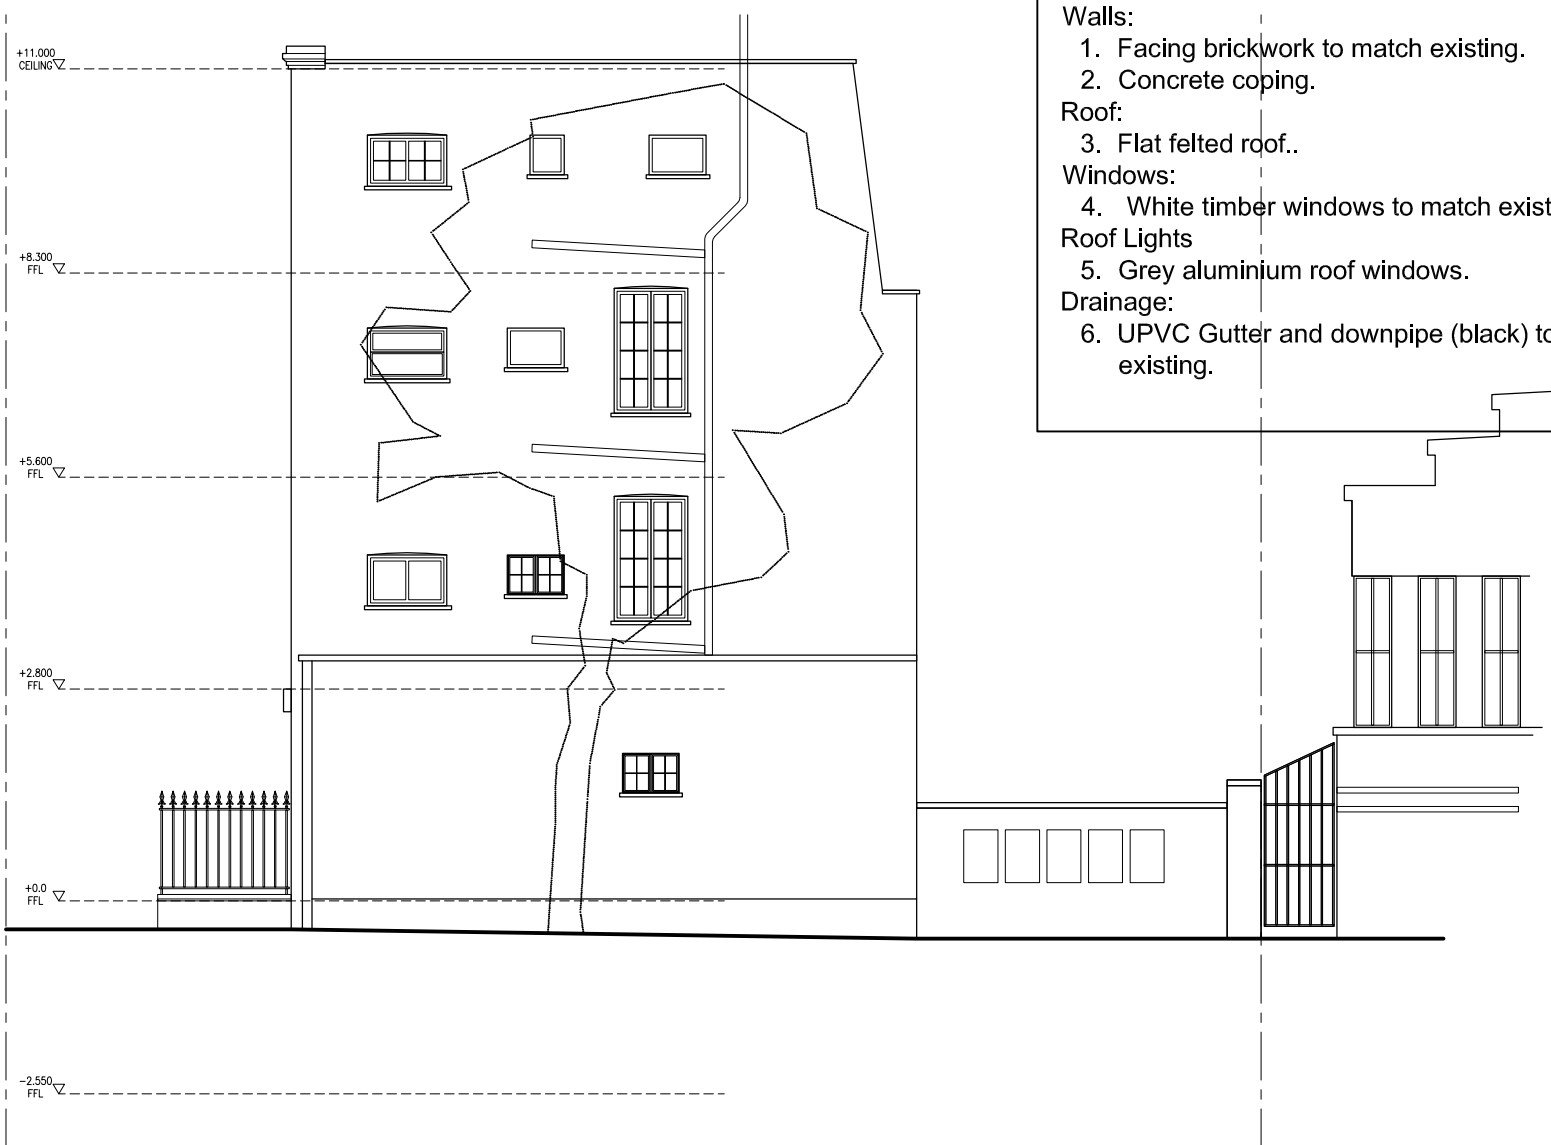 Walls:
1. Facing brickwork to match existing.
2. Concrete coping.
Roof:
3. Flat felted roof..
Windows:
4. White timber windows to match exist
Roof Lights
5. Grey aluminium roof windows.
Drainage:
6. UPVC Gutter and downpipe (black) to
existing.
+11.000
CEILING
+8.300
FFL
+5.600
FFL
+2.800
FFL
+0.0
FFL
-2.550
FFL